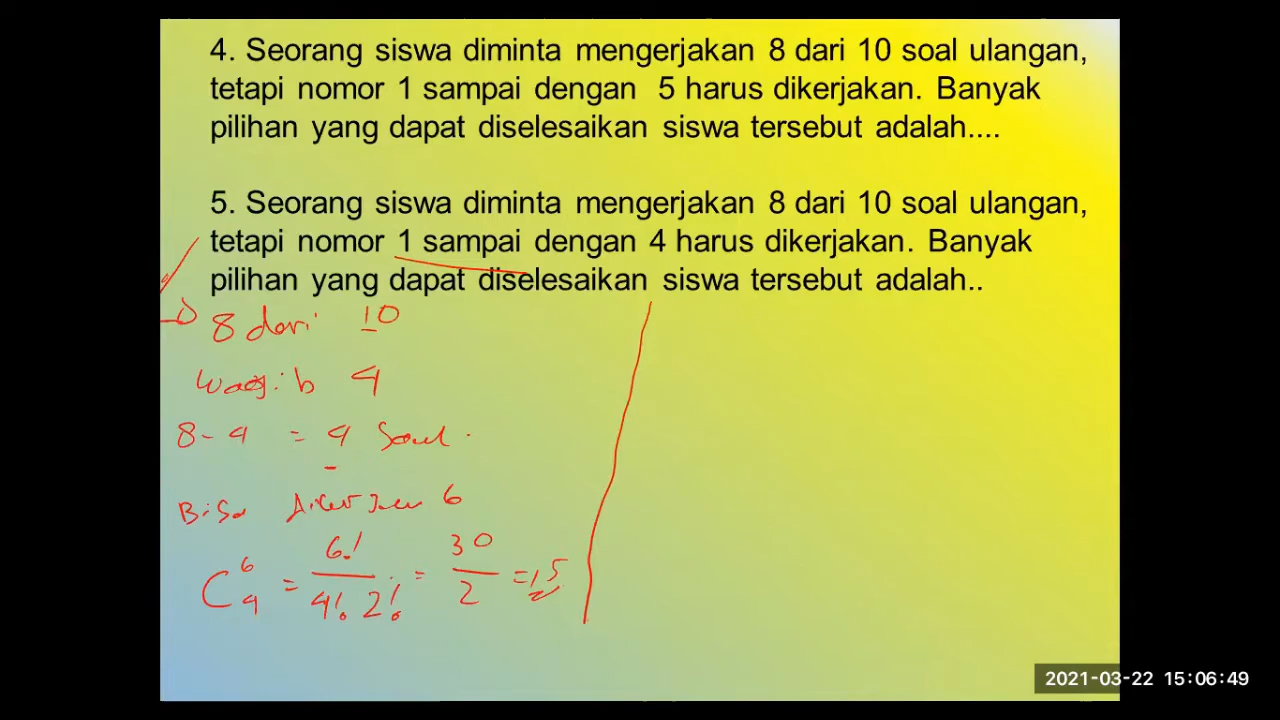 4. Seorang siswa diminta mengerjakan 8 dari 10 soal ulangan,
tetapi nomor 1 sampai dengan 5 harus dikerjakan. Banyak
pilihan yang dapat diselesaikan siswa tersebut adalah....
5. Seorang siswa diminta mengerjakan 8 dari 10 soal ulangan,
tetapi nomor 1 sampai dengan 4 harus dikerjakan. Banyak
pilihan yang dapat diselesaikan siswa tersebut adalah..
8 dari 10
wajib 4
8 - 4 = 4 Soal.
Bisa 6
C 6 4 = 6! / 4! 2! = 30 / 2 = 15
2021-03-22 15:06:49